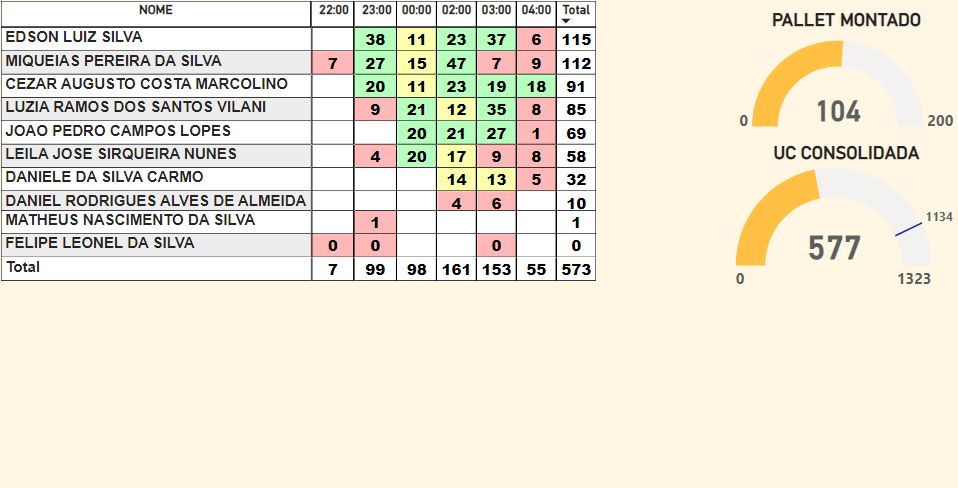 NOME 22:00 23:00 00:00 02:00 03:00 04:00 Total
EDSON LUIZ SILVA 38 11 23 37 6 115
MIQUEIAS PEREIRA DA SILVA 7 27 15 47 7 9 112
CEZAR AUGUSTO COSTA MARCOLINO 20 11 23 19 18 91
LUZIA RAMOS DOS SANTOS VILANI 9 21 12 35 8 85
JOAO PEDRO CAMPOS LOPES 20 21 27 1 69
LEILA JOSE SIRQUEIRA NUNES 4 20 17 9 8 58
DANIELE DA SILVA CARMO 14 13 5 32
DANIEL RODRIGUES ALVES DE ALMEIDA 4 6 10
MATHEUS NASCIMENTO DA SILVA 1 1
FELIPE LEONEL DA SILVA 0 0 0 0
Total 7 99 98 161 153 55 573
PALLET MONTADO
104
0 200
UC CONSOLIDADA
1134
577
0 1323